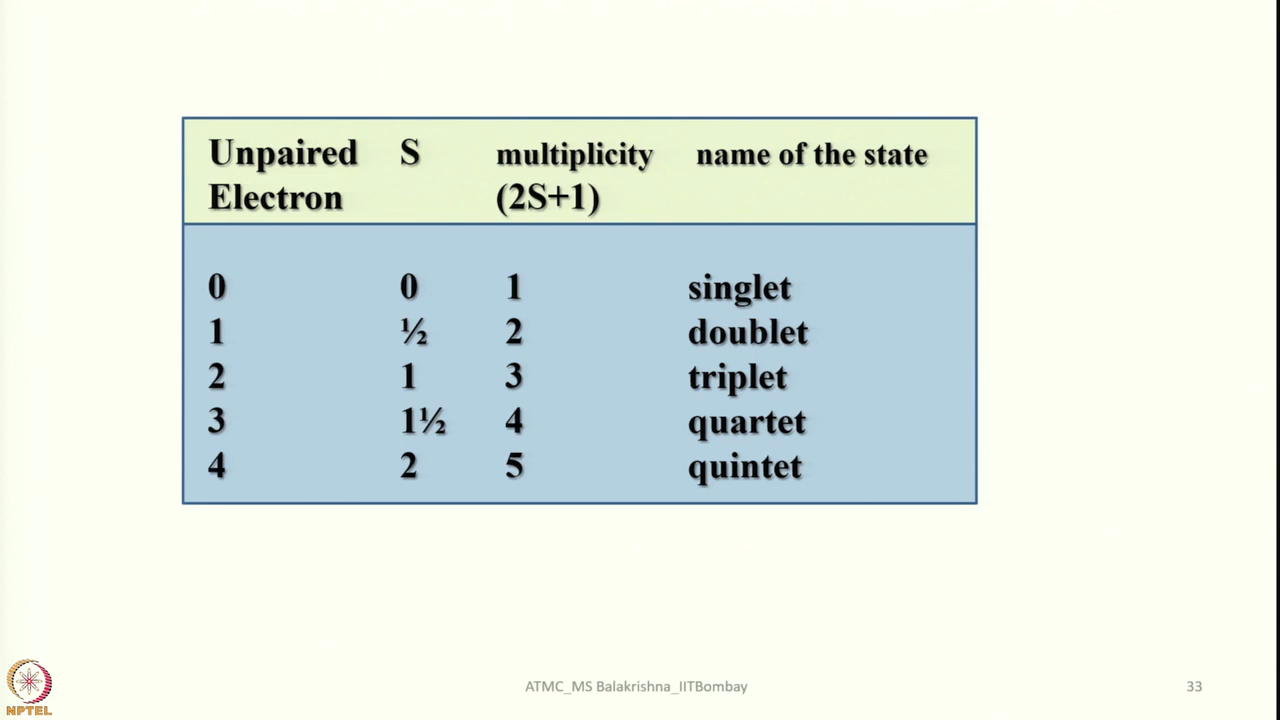 Unpaired S multiplicity name of the state
Electron (2S+1)
0 0 1 singlet
1 ½ 2 doublet
2 1 3 triplet
3 1½ 4 quartet
4 2 5 quintet
NPTEL
ATMC_MS Balakrishna_IITBombay
33